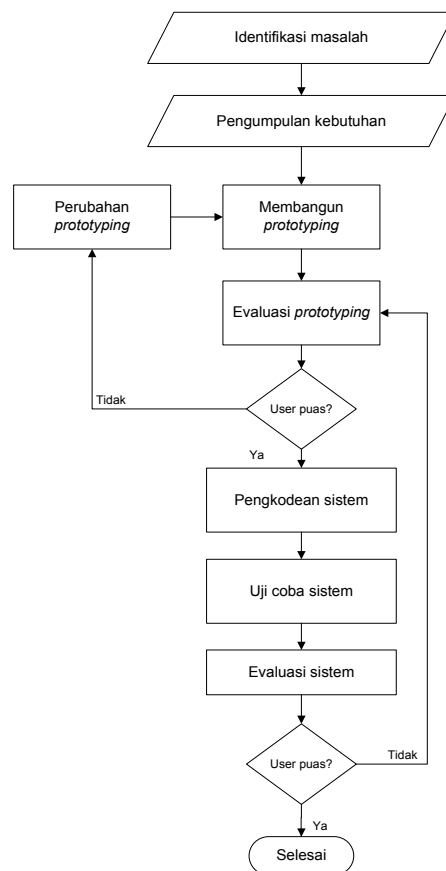 Identifikasi masalah
Pengumpulan kebutuhan
Perubahan
prototyping
Membangun
prototyping
Evaluasi prototyping
User puas?
Tidak
Ya
Pengkodean sistem
Uji coba sistem
Evaluasi sistem
User puas?
Tidak
Ya
Selesai